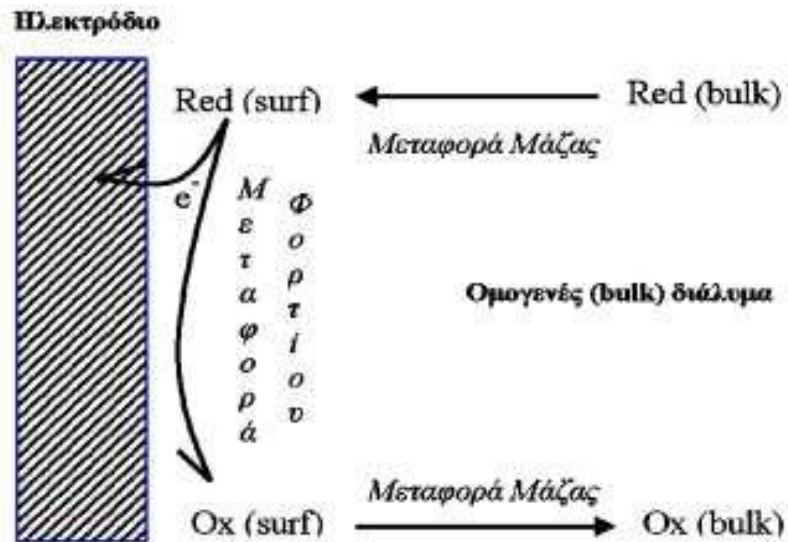 Ηλεκτρόδιο
Red (surf)
Red (bulk)
Μεταφορά Μάζας
e-
Μεταφορά
Φορτίου
Ομογενές (bulk) διάλυμα
Μεταφορά Μάζας
Ox (surf)
Ox (bulk)